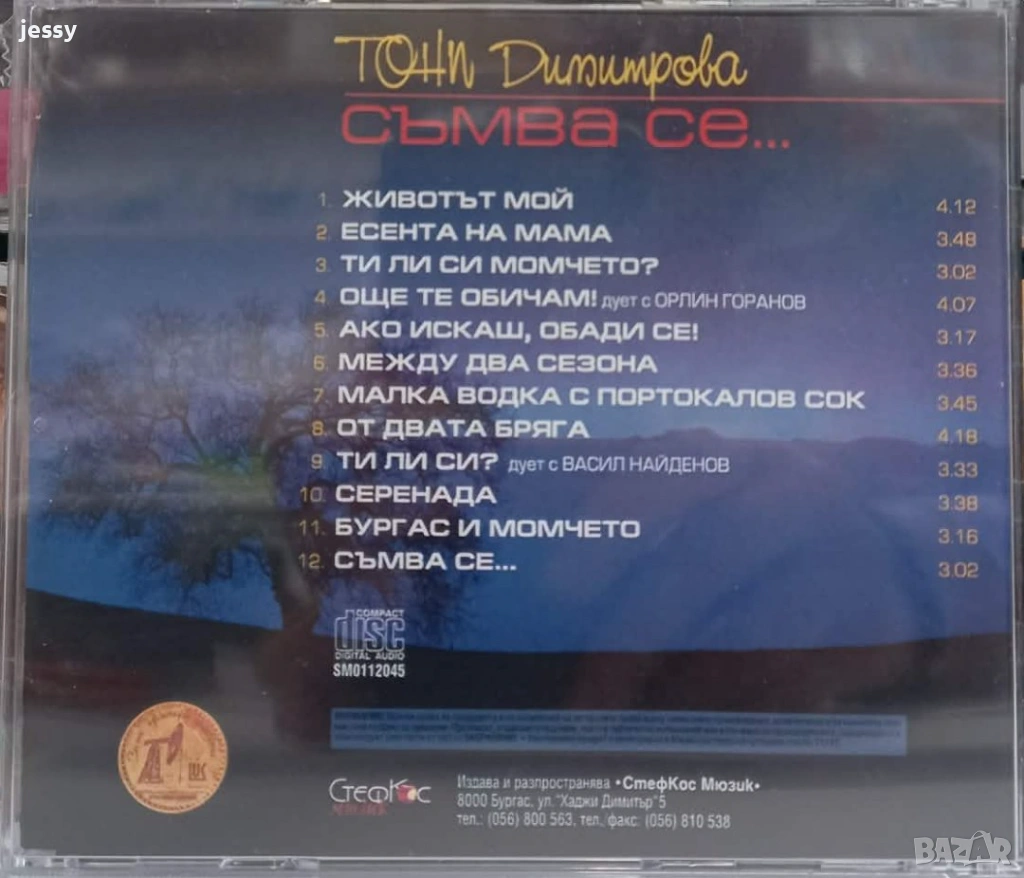 jessy
Тони Димитрова
СЪМВА СЕ...
1. ЖИВОТЪТ МОЙ 4.12
2. ЕСЕНТА НА МАМА 3.48
3. ТИ ЛИ СИ МОМЧЕТО? 3.02
4. ОЩЕ ТЕ ОБИЧАМ! дует с ОРЛИН ГОРАНОВ 4.07
5. АКО ИСКАШ, ОБАДИ СЕ! 3.17
6. МЕЖДУ ДВА СЕЗОНА 3.36
7. МАЛКА ВОДКА С ПОРТОКАЛОВ СОК 3.45
8. ОТ ДВАТА БРЯГА 4.18
9. ТИ ЛИ СИ? дует с ВАСИЛ НАЙДЕНОВ 3.33
10. СЕРЕНАДА 3.38
11. БУРГАС И МОМЧЕТО 3.16
12. СЪМВА СЕ... 3.02
COMPACT
disc
DIGITAL AUDIO
SM0112045
СтефКос
Издава и разпространява •СтефКос Мюзик•
8000 Бургас, ул. "Хаджи Димитър" 5
тел.: (056) 800 563, тел., факс: (056) 810 538
BAZAR